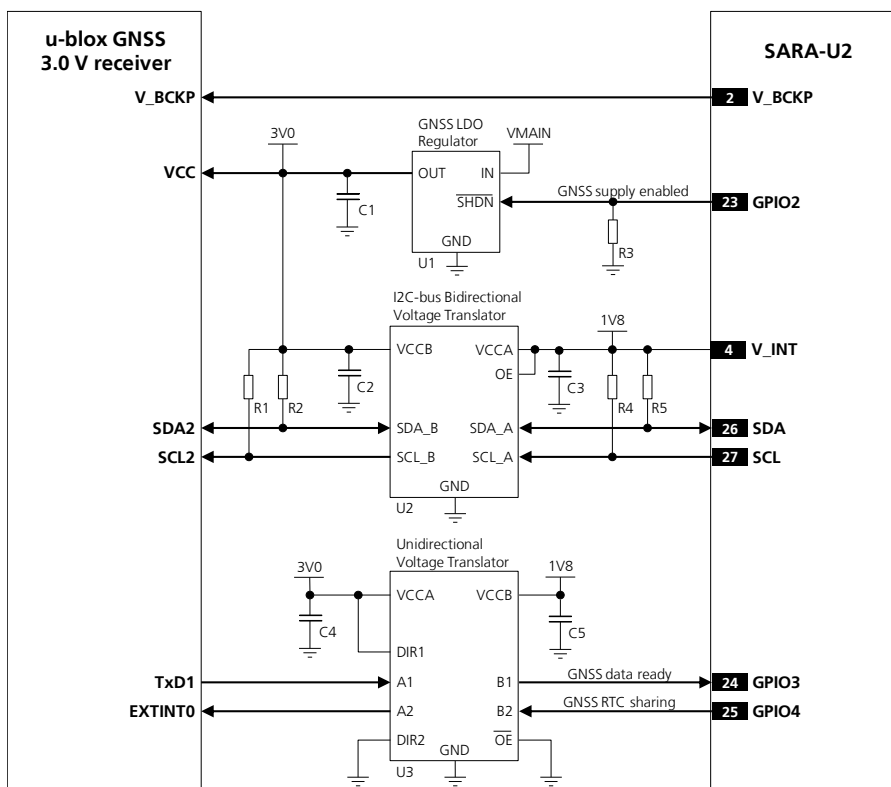 u-blox GNSS
3.0 V receiver
SARA-U2
V_BCKP
2 V_BCKP
3V0
GNSS LDO
Regulator
VMAIN
VCC
OUT
IN
C1
SHDN
GNSS supply enabled
23 GPIO2
GND
R3
U1
I2C-bus Bidirectional
Voltage Translator
1V8
VCCB
VCCA
4 V_INT
OE
C2
C3
R1
R2
R4
R5
SDA2
SDA_B
SDA_A
26 SDA
SCL2
SCL_B
SCL_A
27 SCL
GND
U2
Unidirectional
Voltage Translator
3V0
1V8
VCCA
VCCB
C4
C5
DIR1
TxD1
A1
B1
GNSS data ready
24 GPIO3
EXTINT0
A2
B2
GNSS RTC sharing
25 GPIO4
DIR2
OE
GND
U3